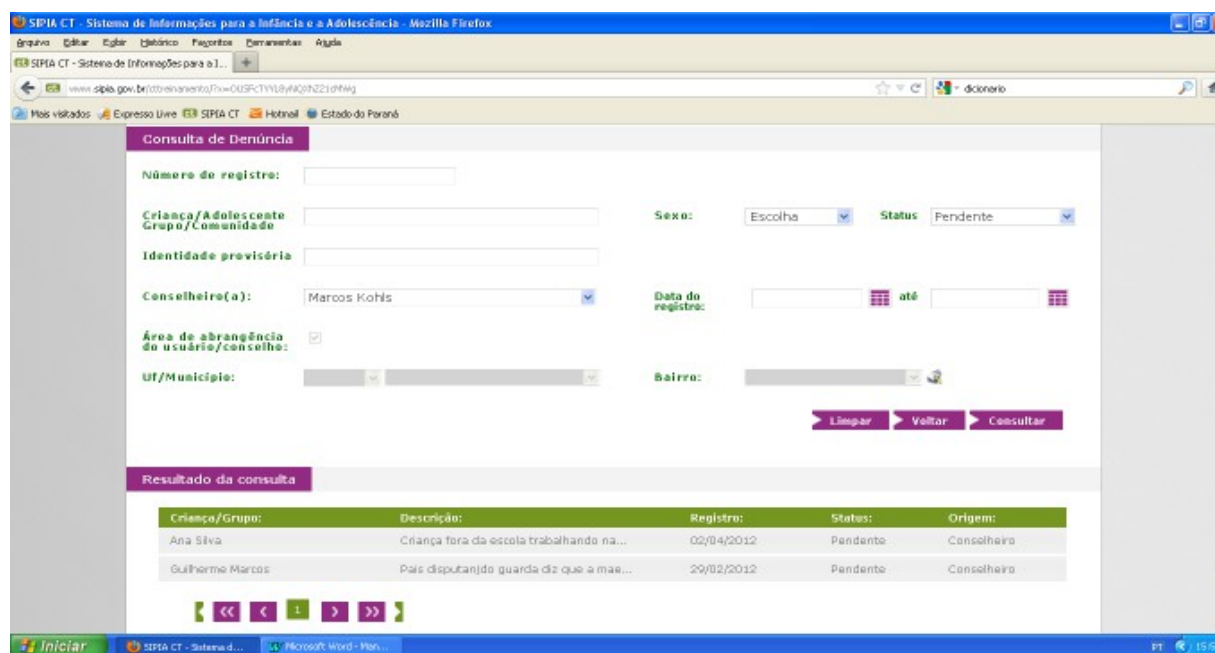 SIPIA CT - Sistema de Informações para a Infância e a Adolescência - Mozilla Firefox
Arquivo Editar Exibir Histórico Favoritos Ferramentas Ajuda
SIPIA CT - Sistema de Informações para a I... +
www.sipia.gov.br dicionario
Mais visitados Expresso Livre SIPIA CT Hotmail Estado do Paraná
Consulta de Denúncia
Número de registro:
Criança/Adolescente Grupo/Comunidade Sexo: Escolha Status Pendente
Identidade provisória
Conselheiro(a): Marcos Kohls Data do registro: até
Área de abrangência do usuário/conselho:
Uf/Município: Bairro:
Limpar Voltar Consultar
Resultado da consulta
Criança/Grupo: Descrição: Registro: Status: Origem:
Ana Silva Criança fora da escola trabalhando na... 02/04/2012 Pendente Conselheiro
Guilherme Marcos Pais disputanjdo guarda diz que a mae... 29/02/2012 Pendente Conselheiro
1
Iniciar SIPIA CT - Sistema d... Microsoft Word - Man... PT